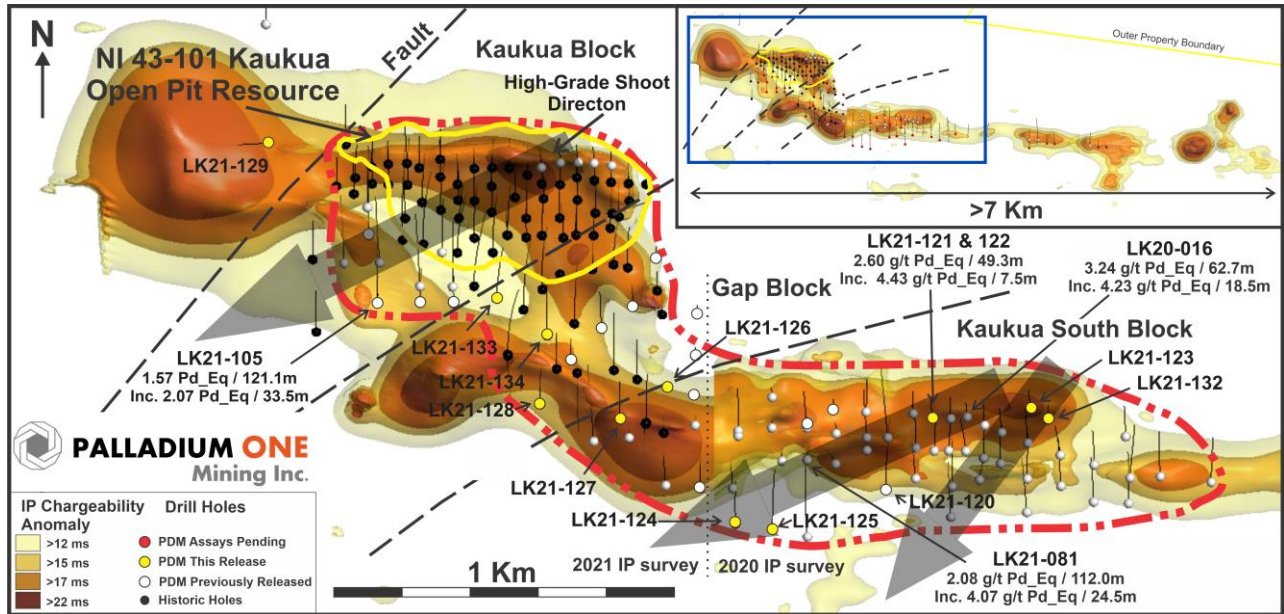 N
NI 43-101 Kaukua
Open Pit Resource
Fault
Kaukua Block
High-Grade Shoot
Directon
Outer Property Boundary
>7 Km
LK21-129
LK21-121 & 122
2.60 g/t Pd_Eq / 49.3m
Inc. 4.43 g/t Pd_Eq / 7.5m
LK20-016
3.24 g/t Pd_Eq / 62.7m
Inc. 4.23 g/t Pd_Eq / 18.5m
Gap Block
Kaukua South Block
LK21-126
LK21-123
LK21-132
LK21-133
LK21-105
1.57 Pd_Eq / 121.1m
Inc. 2.07 Pd_Eq / 33.5m
LK21-134
LK21-128
LK21-127
LK21-124
LK21-125
LK21-120
LK21-081
2.08 g/t Pd_Eq / 112.0m
Inc. 4.07 g/t Pd_Eq / 24.5m
2021 IP survey
2020 IP survey
1 Km
PALLADIUM ONE
Mining Inc.
IP Chargeability
Anomaly
>12 ms
>15 ms
>17 ms
>22 ms
Drill Holes
PDM Assays Pending
PDM This Release
PDM Previously Released
Historic Holes